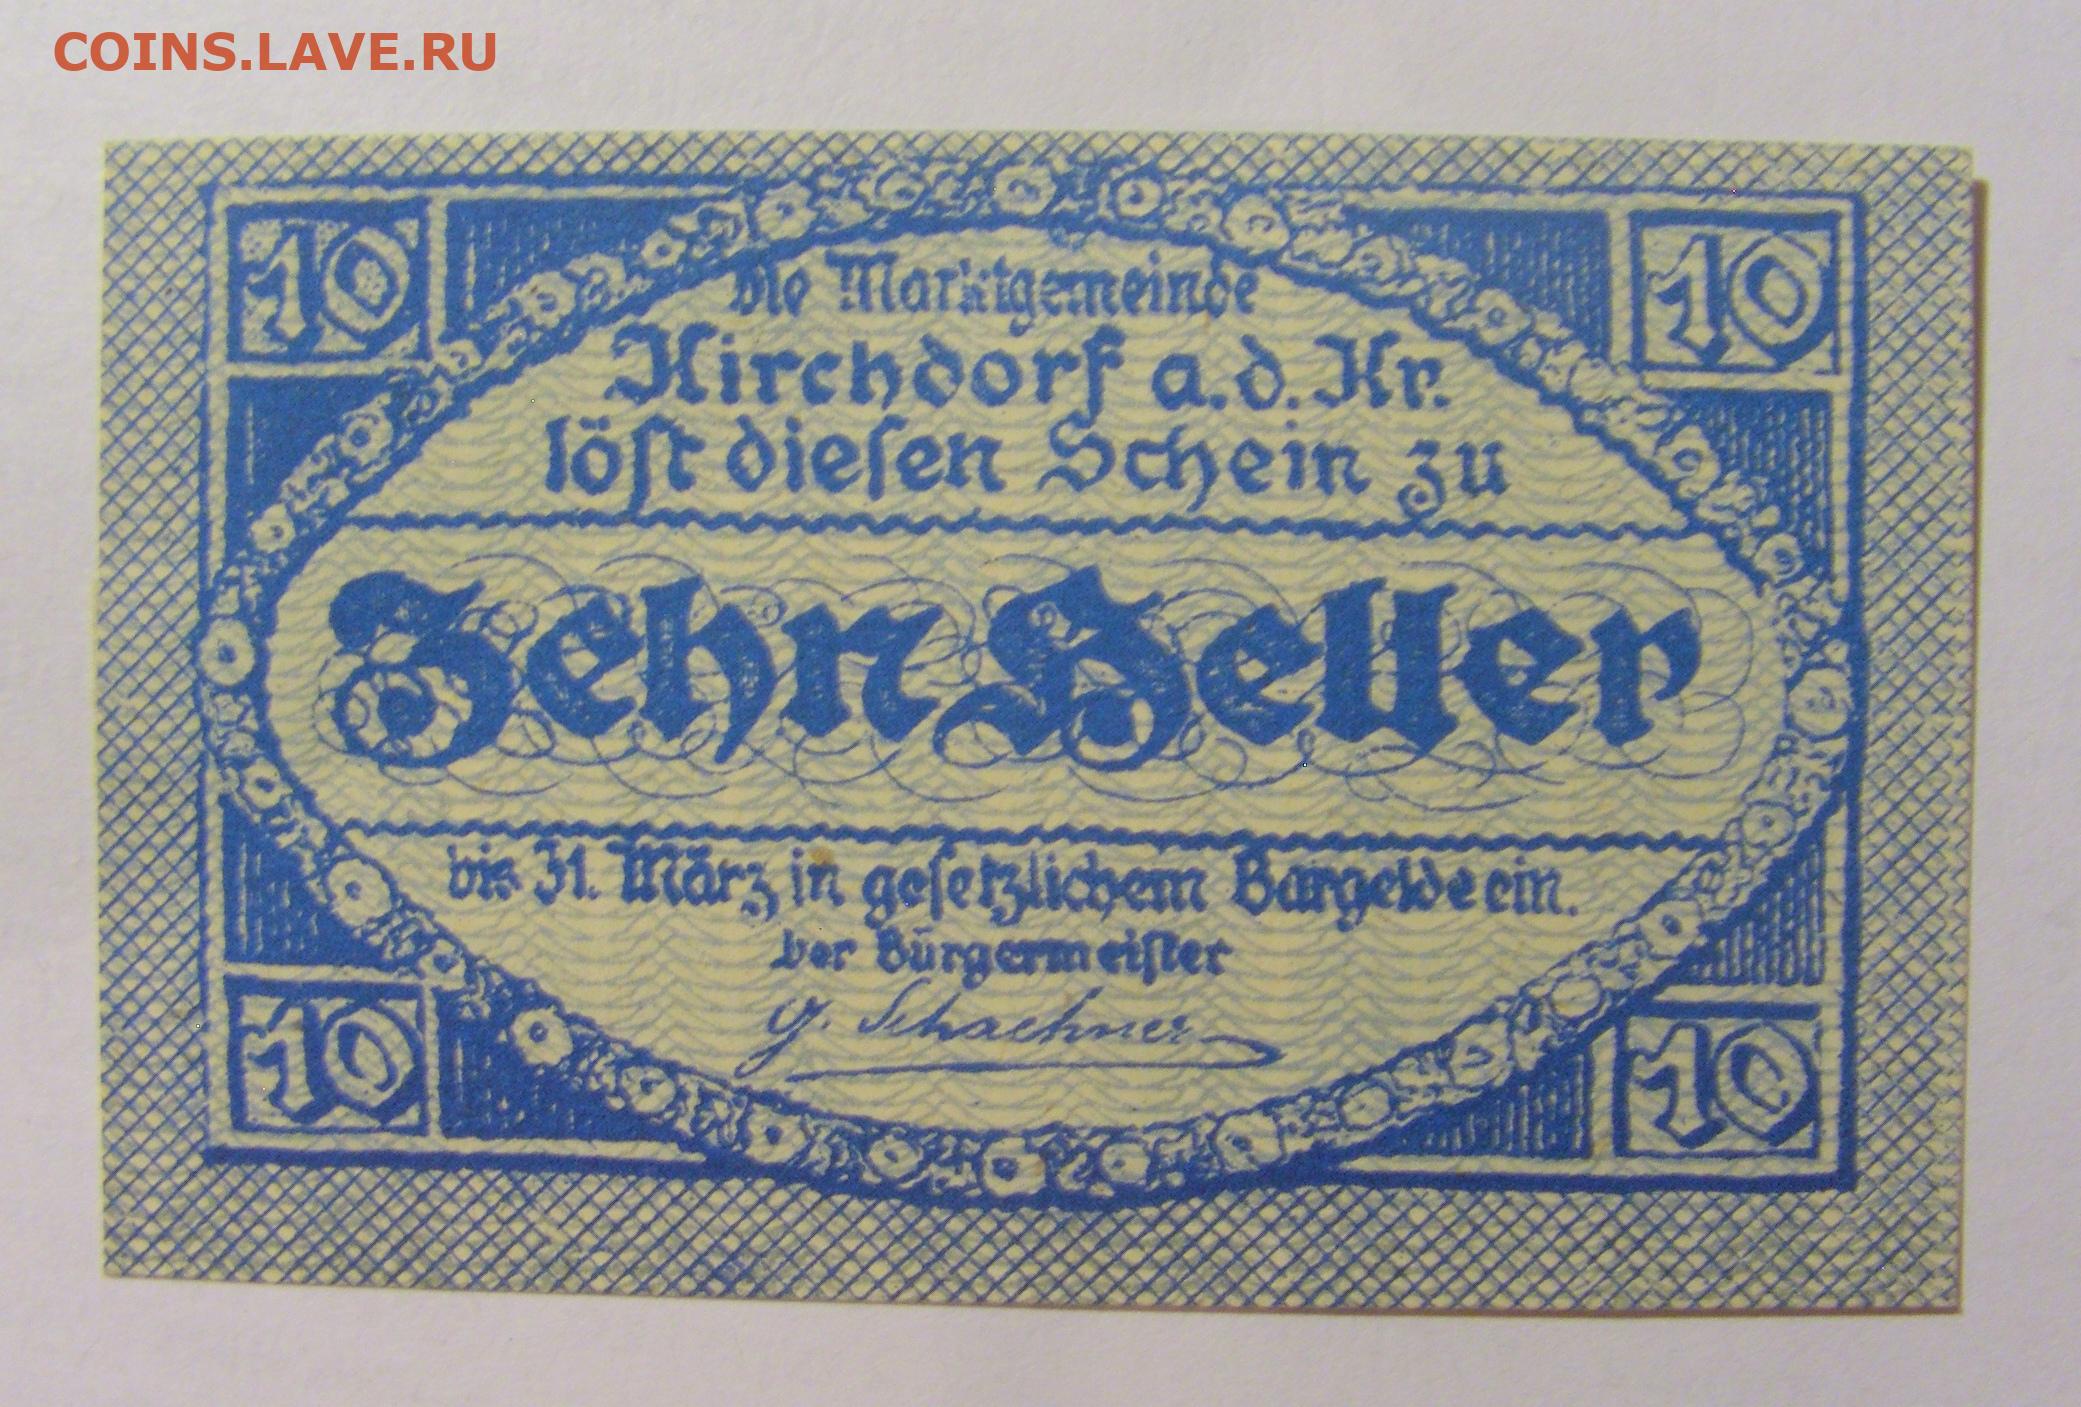 COINS.LAVE.RU
10 10
die Marktgemeinde
Kirchdorf a.d. Kr.
löst diesen Schein zu
Zehn Heller
bis 31. März in gesetzlichem Bargelde ein.
der Bürgermeister
G. Schachner
10 10